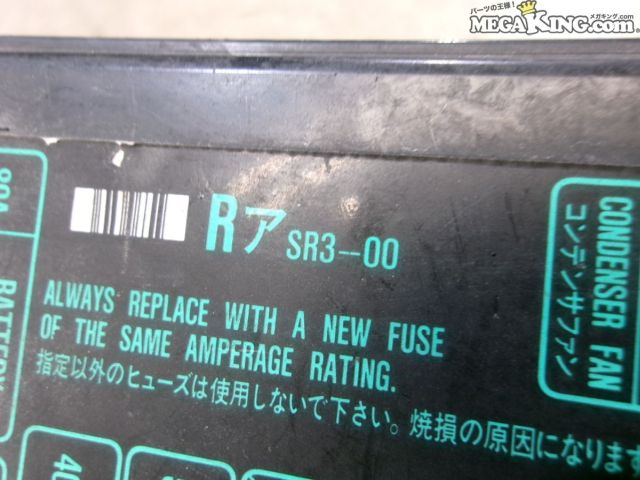 パーツの王様! メガキング.com
MEGAKING.com
Rア SR3--00
CONDENSER FAN
コンデンサファン
ALWAYS REPLACE WITH A NEW FUSE
OF THE SAME AMPERAGE RATING.
指定以外のヒューズは使用しないで下さい。焼損の原因になります
BATTERY